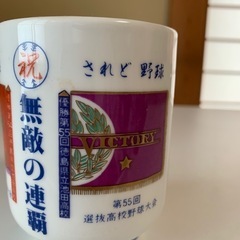 祝
無敵の連覇
されど 野球
優勝第55回徳島県立池田高校
VICTORY
第55回
選抜高校野球大会